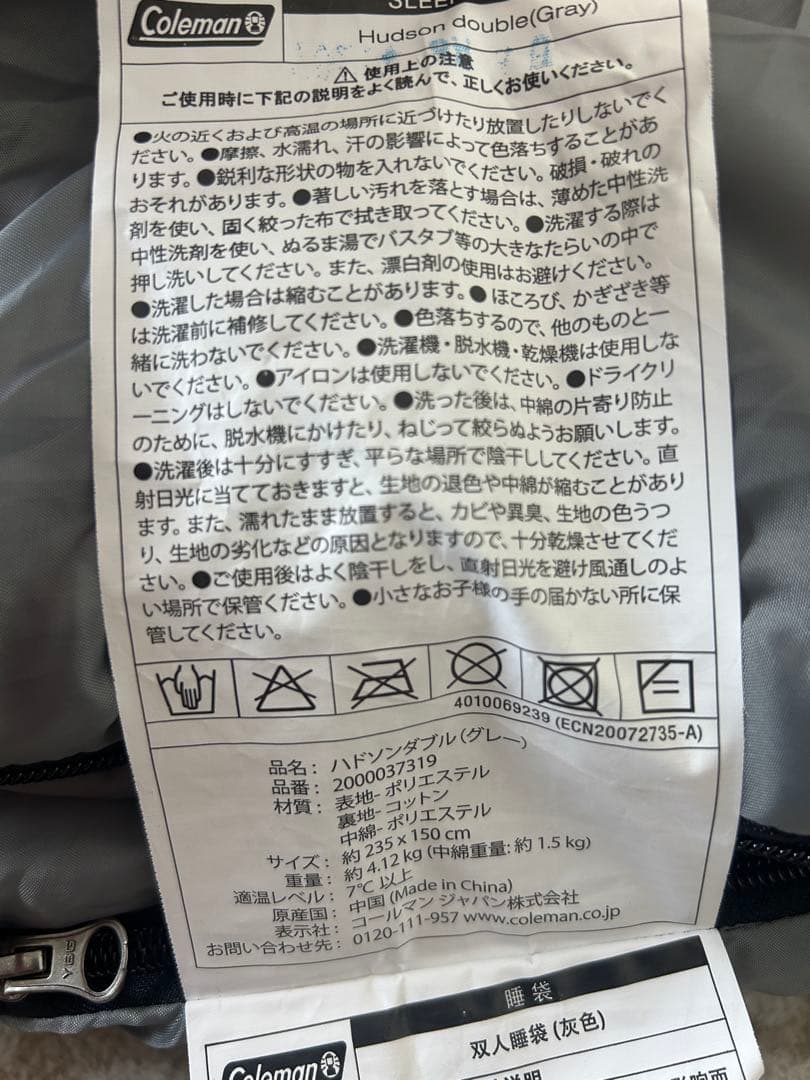 Coleman
Hudson double(Gray)
⚠ 使用上の注意
ご使用時に下記の説明をよく読んで、正しくお使いください。
●火の近くおよび高温の場所に近づけたり放置したりしないでく
ださい。●摩擦、水濡れ、汗の影響によって色落ちすることがあ
ります。●鋭利な形状の物を入れないでください。破損・破れの
おそれがあります。●著しい汚れを落とす場合は、薄めた中性洗
剤を使い、固く絞った布で拭き取ってください。●洗濯する際は
中性洗剤を使い、ぬるま湯でバスタブ等の大きなたらいの中で
押し洗いしてください。また、漂白剤の使用はお避けください。
●洗濯した場合は縮むことがあります。●ほころび、かぎざき等
は洗濯前に補修してください。●色落ちするので、他のものと一
緒に洗わないでください。●洗濯機・脱水機・乾燥機は使用しな
いでください。●アイロンは使用しないでください。●ドライクリ
ーニングはしないでください。●洗った後は、中綿の片寄り防止
のために、脱水機にかけたり、ねじって絞らぬようお願いします。
●洗濯後は十分にすすぎ、平らな場所で陰干ししてください。直
射日光に当てておきますと、生地の退色や中綿が縮むことがあり
ます。また、濡れたまま放置すると、カビや異臭、生地の色うつ
り、生地の劣化などの原因となりますので、十分乾燥させてくだ
さい。●ご使用後はよく陰干しをし、直射日光を避け風通しのよ
い場所で保管ください。●小さなお子様の手の届かない所に保
管してください。
4010069239 (ECN20072735-A)
品名： ハドソンダブル（グレー）
品番： 2000037319
材質： 表地- ポリエステル
裏地- コットン
中綿- ポリエステル
サイズ： 約 235 x 150 cm
重量： 約 4.12 kg (中綿重量: 約 1.5 kg)
適温レベル： 7℃ 以上
原産国： 中国 (Made in China)
表示社： コールマン ジャパン株式会社
お問い合わせ先： 0120-111-957 www.coleman.co.jp
睡袋
双人睡袋 (灰色)
Coleman